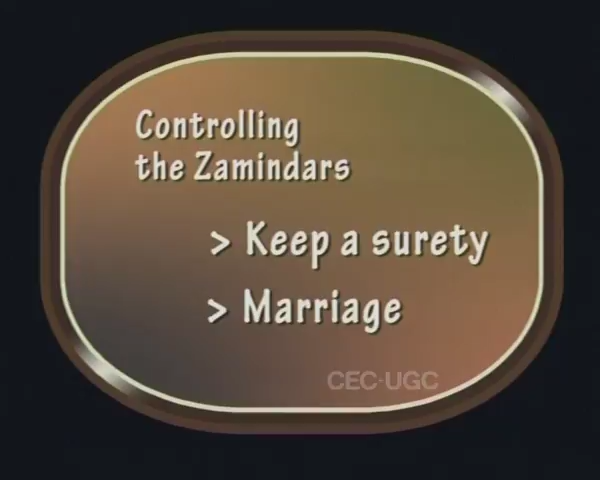 Controlling
the Zamindars
> Keep a surety
> Marriage
CEC·UGC